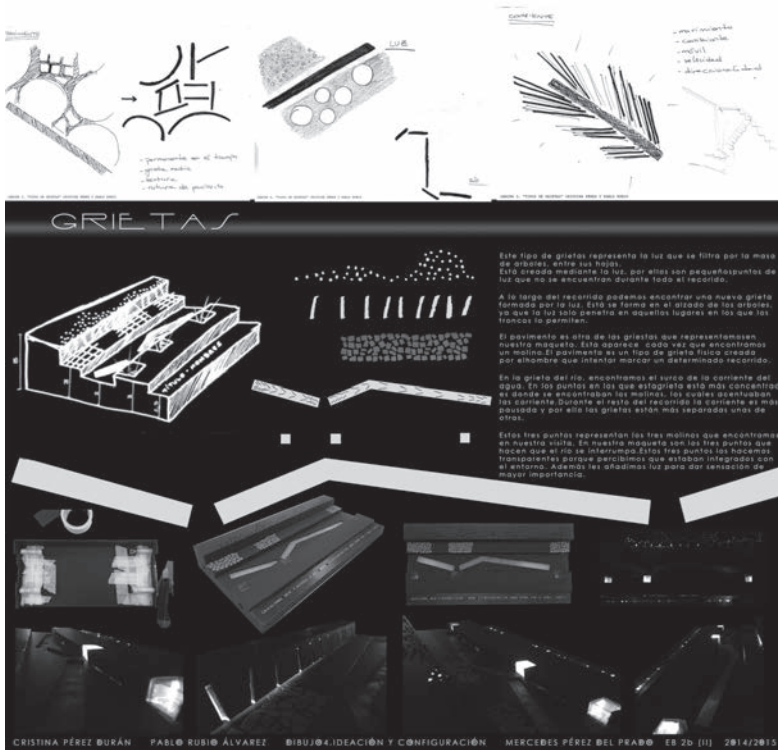 LUZ
- movimiento
- cambiante
- móvil
- velocidad
- direccionalidad
- permanente en el tiempo
- textura
GRIETAS
Este tipo de grietas representa la luz que se filtra por la masa
de arboles, entre sus hojas.
Está creada mediante la luz, por ellos son pequeñospuntos de
luz que no se encuentran durante todo el recorido.
A lo largo del recorrido podemos encontrar una nueva grieta
formada por la luz. Está se forma en el alzado de los arboles,
ya que la luz solo penetra en aquellas lugares en los que los
troncos lo permiten.
El pavimento es otra de las griestas que representamosen
nuestra maqueta. Está aparece cada vez que encontramos
un molino.El pavimento es un tipo de grieta física creada
por elhombre que intentar marcar un determinado recorrido.
En la grieta del río, encontramos el surco de la corriente del
agua. En los puntos en los que estagrieta está más concentrada
es donde se encontraban los molinos, los cuales acentuaban
las corriente.Durante el resto del recorrido la corriente es más
pausada y por ello las grietas están más separadas unas de
otras.
Estos tres puntos representan los tres molinos que encontramos
en nuestra visita. En nuestra maqueta son los tres puntos que
hacen que el río se interrumpa.Estos tres puntos los hacemos
transparentes porque percibimos que estaban integrados con
el entorno. Además les añadimos luz para dar sensación de
mayor importancia.
TÍTULO - NOMBRES
CRISTINA PÉREZ DURÁN PABLO RUBIO ÁLVAREZ DIBUJO4.IDEACIÓN Y CONFIGURACIÓN MERCEDES PÉREZ DEL PRADO EB 2b (II) 2014/2015